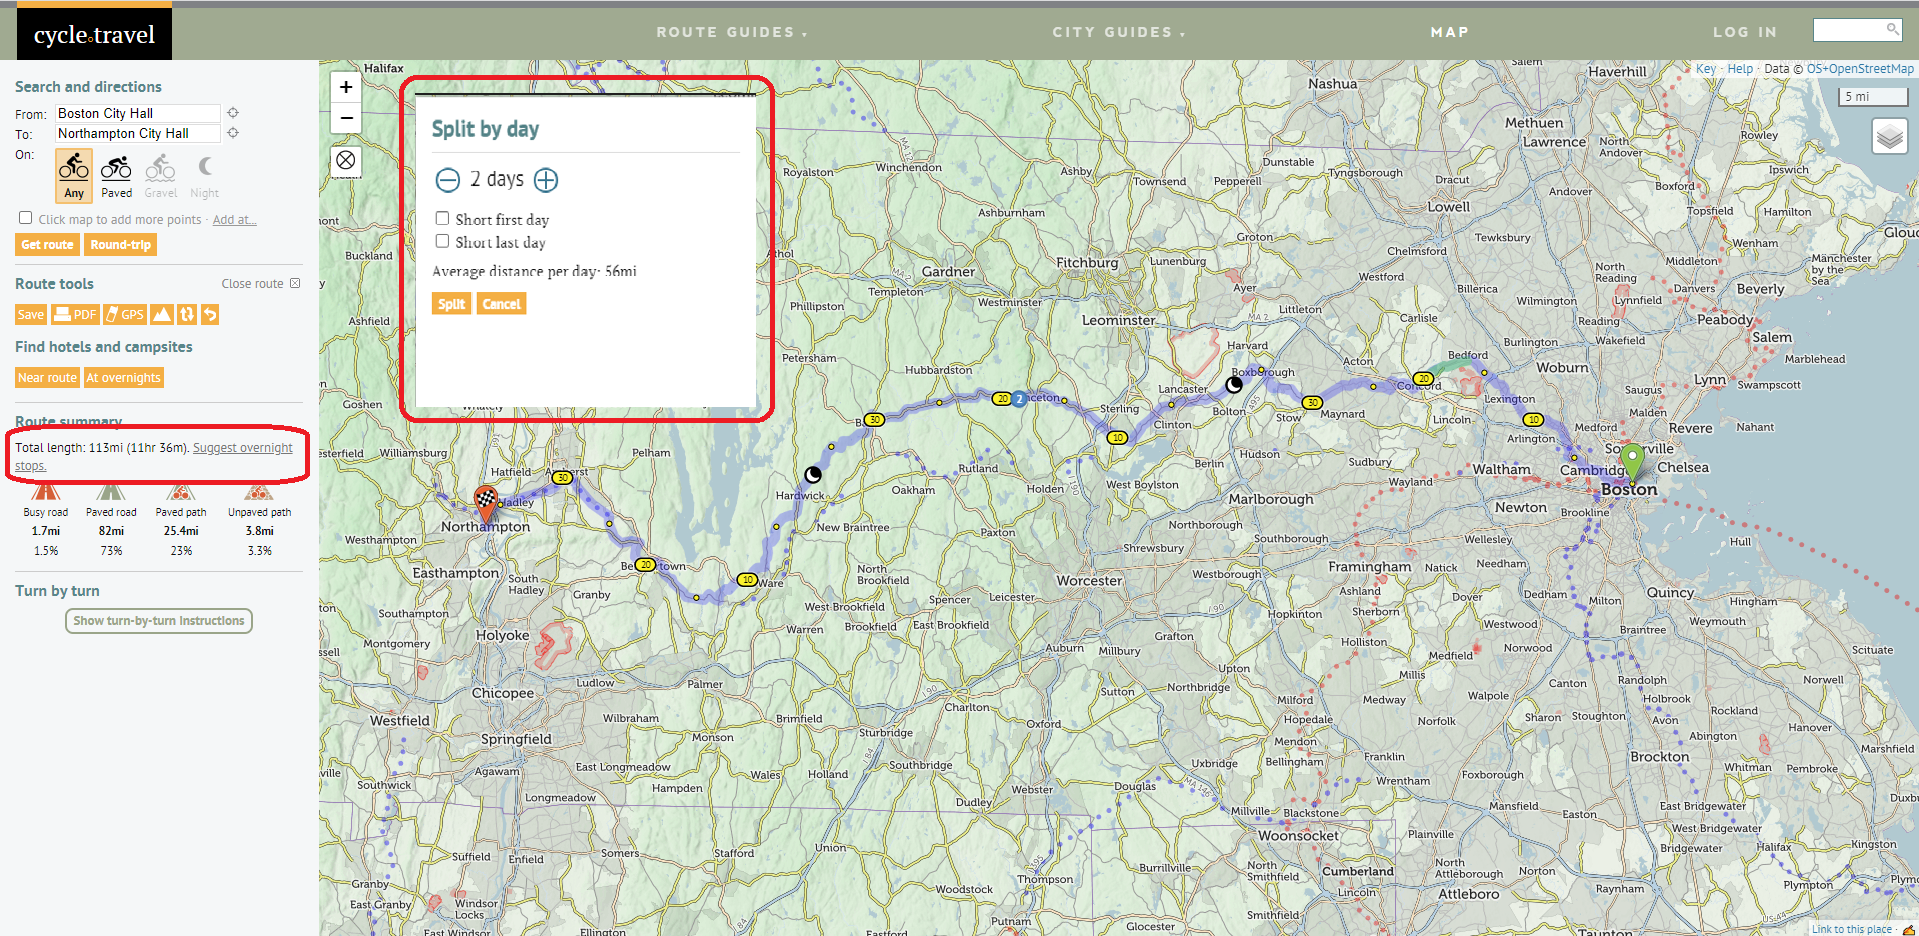 cycle.travel
ROUTE GUIDES
CITY GUIDES
MAP
LOG IN
Search and directions
From: Boston City Hall
To: Northampton City Hall
On:
Any Paved Gravel Night
Click map to add more points · Add at...
Get route Round-trip
Route tools Close route
Save PDF GPS
Find hotels and campsites
Near route At overnights
Route summary
Total length: 113mi (11hr 36m). Suggest overnight
stops.
Busy road Paved road Paved path Unpaved path
1.7mi 82mi 25.4mi 3.8mi
1.5% 73% 23% 3.3%
Turn by turn
Show turn-by-turn instructions
+
−
Split by day
2 days
Short first day
Short last day
Average distance per day: 56mi
Split Cancel
Key · Help · Data © OS+OpenStreetMap
5 mi
Halifax
Nashua
Salem
Haverhill
Methuen
Lawrence
Rowley
North
Andover
Ipswich
Winchendon
Royalston
Ashby
Townsend
Pepperell
Dunstable
Tyngsborough
Dracut
Andover
Boxford
Lowell
Topsfield
Hamilton
Ashburnham
Groton
Tewksbury
Wenham
Chelmsford
Buckland
Athol
Gardner
Fitchburg
Lunenburg
Westford
North
Reading
Middleton
Manchester
by the
Sea
Templeton
Westminster
Ayer
Billerica
Wilmington
Lynnfield
Danvers
Beverly
Phillipston
Ashfield
Leominster
MA 2
Littleton
Carlisle
Reading
Peabody
Burlington
Wakefield
Salem
Marblehead
Petersham
Harvard
Acton
Bedford
Woburn
Hubbardston
Boxborough
Lynn
Swampscott
Goshen
Whately
Princeton
Lancaster
Concord
Lexington
Saugus
Malden
Sterling
Clinton
Bolton
Stow
Maynard
Lincoln
Arlington
Medford
Revere
Nahant
Williamsburg
Pelham
Rutland
Holden
Berlin
Hudson
Sudbury
Waltham
Cambridge
Somerville
Chelsea
Hatfield
Amherst
Hadley
Hardwick
Oakham
West Boylston
Marlborough
Wayland
Boston
Northampton
New Braintree
Paxton
Northborough
Newton
Brookline
Westhampton
Shrewsbury
Southborough
Wellesley
Hull
Easthampton
South
Hadley
Belchertown
Ware
North
Brookfield
Worcester
Westborough
Framingham
Natick
Needham
Granby
Spencer
Leicester
Ashland
Dover
Dedham
Milton
Quincy
Hingham
Southampton
West Brookfield
Hopkinton
Sherborn
Westwood
Weymouth
Holyoke
Warren
Brookfield
East Brookfield
Grafton
Holliston
Braintree
Montgomery
Auburn
Millbury
Medfield
Norwood
Scituate
Chicopee
Ludlow
Palmer
Upton
Northbridge
Millis
Canton
Randolph
Norwell
Westfield
Wilbraham
Brimfield
Charlton
Sutton
Milford
Medway
Walpole
Holbrook
Rockland
Hopedale
Sharon
Stoughton
Avon
Springfield
Monson
Sturbridge
Oxford
Mendon
Norfolk
Abington
Hanover
Agawam
East Longmeadow
Wales
Holland
Southbridge
Uxbridge
Bellingham
Franklin
Brockton
Marshfield
Southwick
Longmeadow
Hampden
Webster
Douglas
Wrentham
Foxborough
Easton
Whitman
Pembroke
Dudley
MA 146
Millville
Blackstone
Mansfield
East Bridgewater
Suffield
Enfield
Somers
Stafford
Union
Woonsocket
Plainville
West Bridgewater
Bridgewater
Halifax
Kingston
Granby
Woodstock
Thompson
Burrillville
North
Smithfield
Cumberland
North
Attleborough
Norton
Raynham
Plympton
Plymouth
East Granby
Windsor
Locks
Ellington
Eastford
Putnam
Gloucester
Smithfield
Lincoln
Attleboro
Taunton
Link to this place